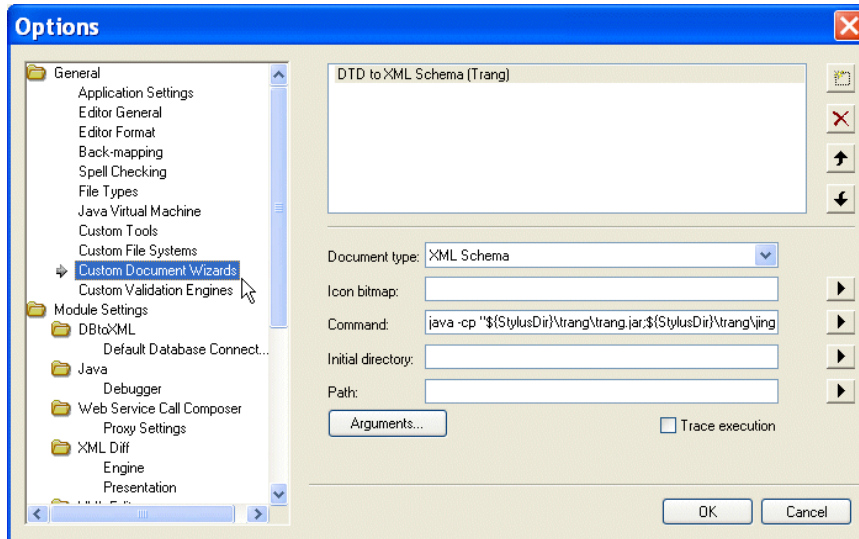 Options
General
Application Settings
Editor General
Editor Format
Back-mapping
Spell Checking
File Types
Java Virtual Machine
Custom Tools
Custom File Systems
Custom Document Wizards
Custom Validation Engines
Module Settings
DBtoXML
Default Database Connect...
Java
Debugger
Web Service Call Composer
Proxy Settings
XML Diff
Engine
Presentation
DTD to XML Schema (Trang)
Document type: XML Schema
Icon bitmap:
Command: java -cp "${StylusDir}\trang\trang.jar;${StylusDir}\trang\jing
Initial directory:
Path:
Arguments...
Trace execution
OK
Cancel